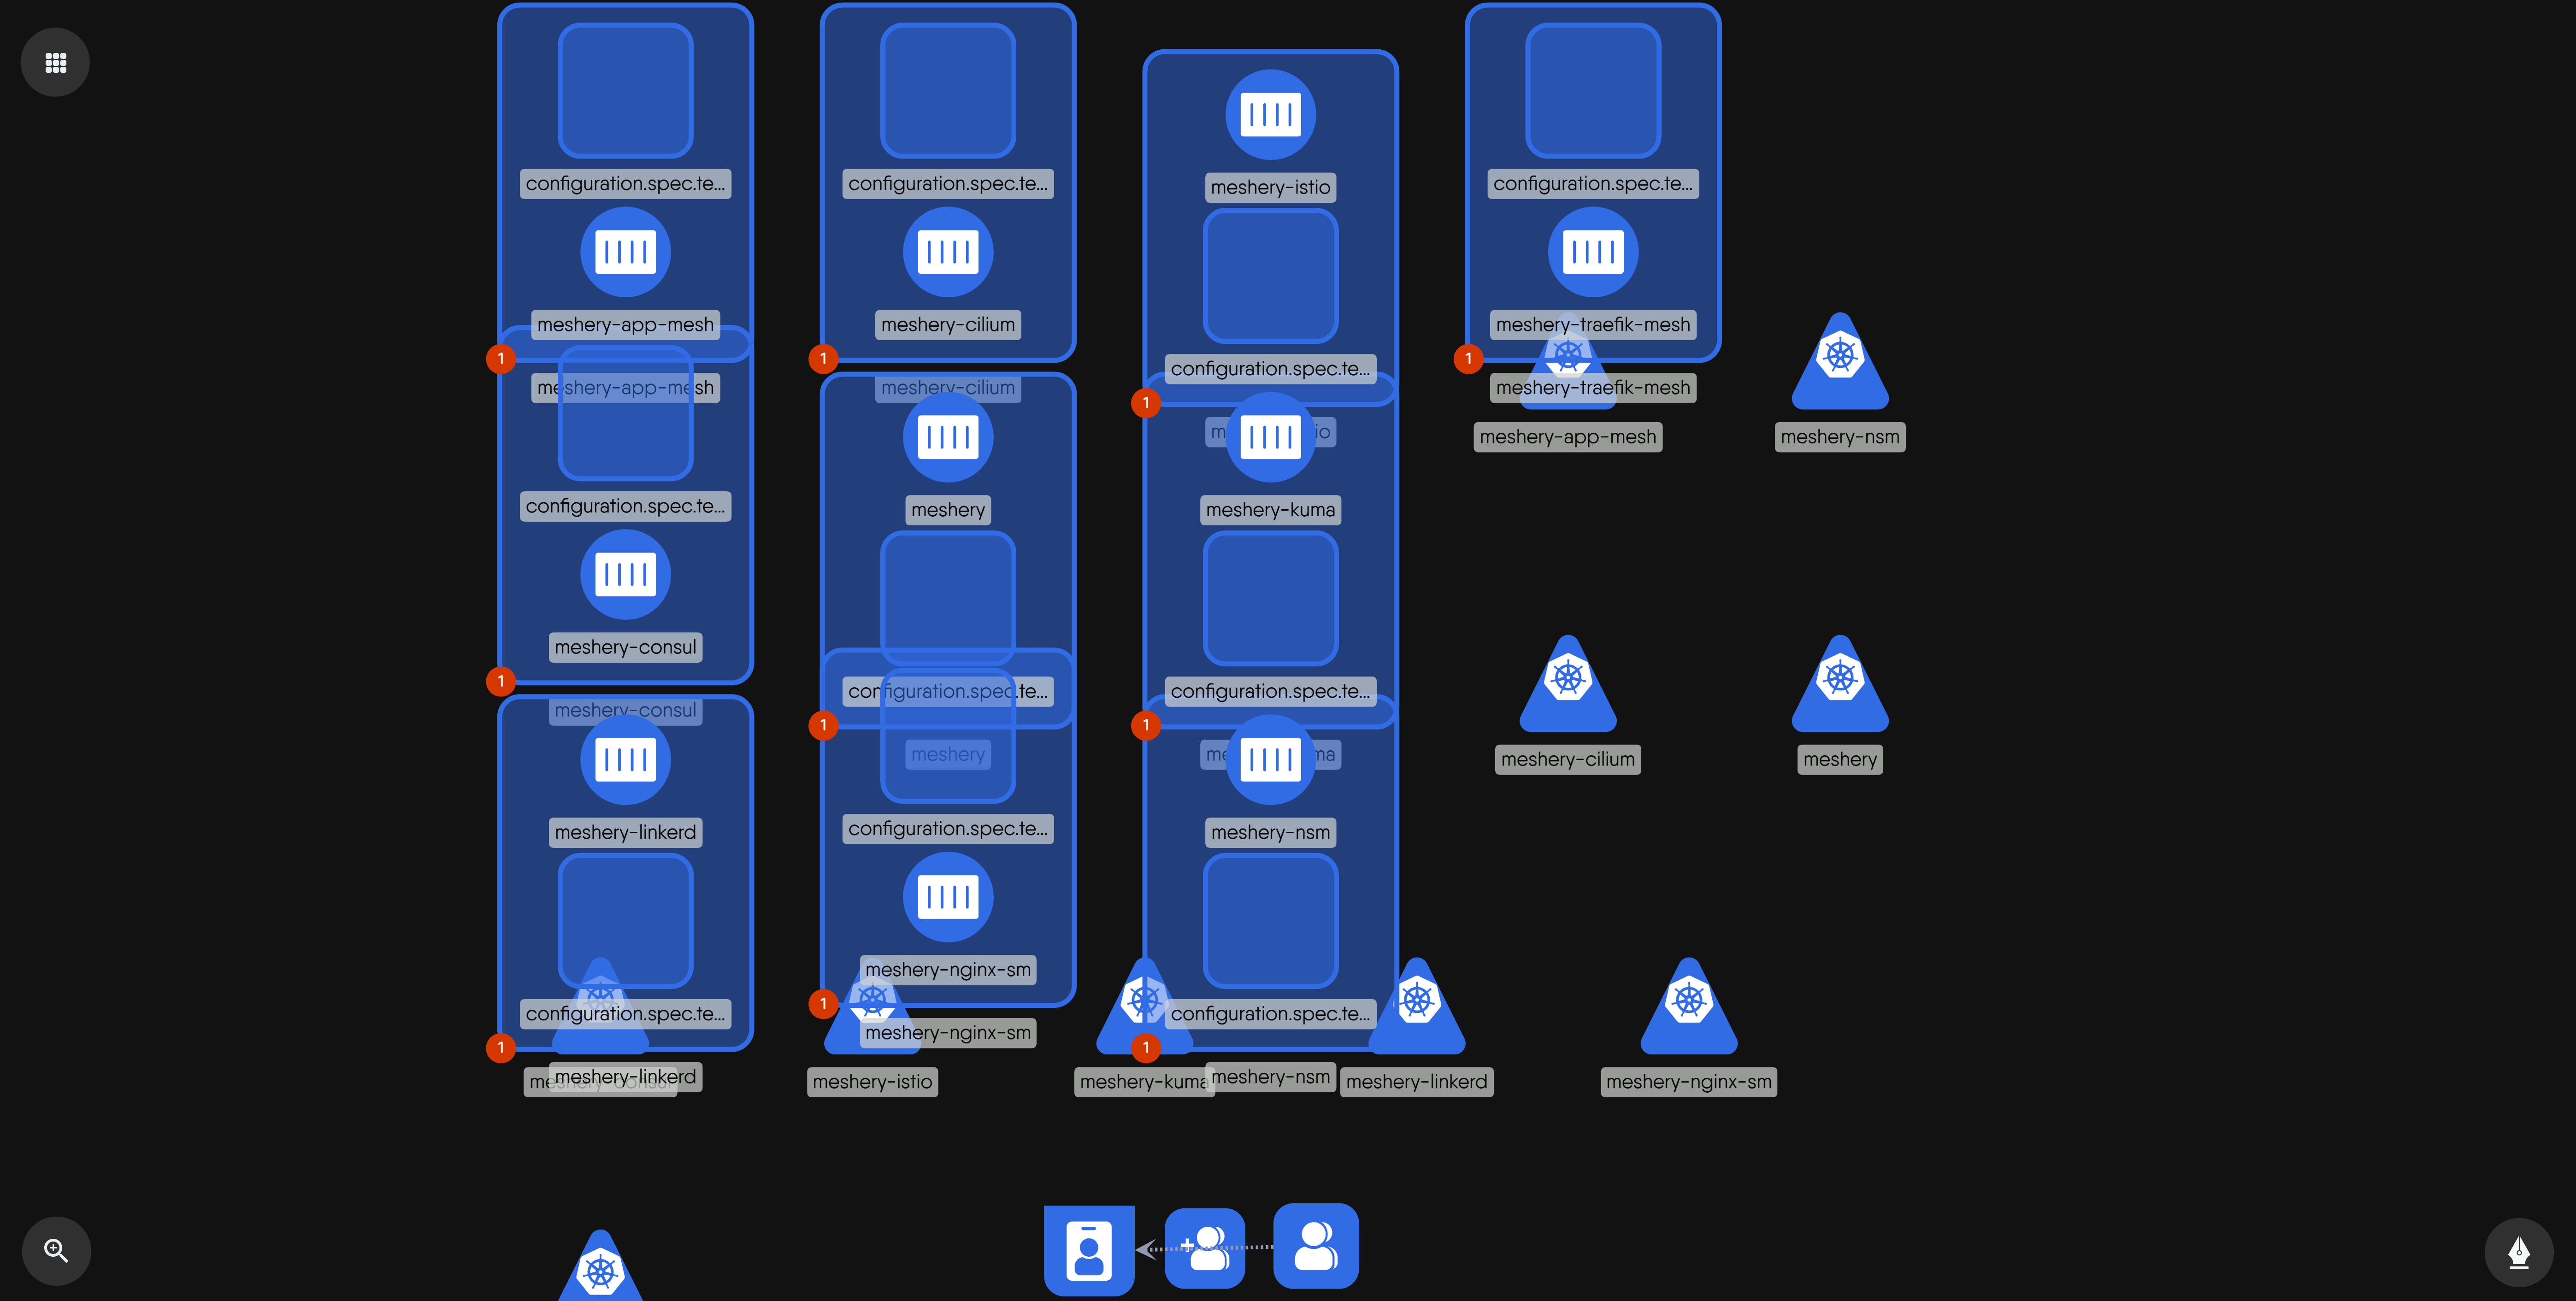 configuration.spec.te...
meshery-app-mesh
1
meshery-app-mesh
configuration.spec.te...
meshery-consul
1
meshery-consul
meshery-linkerd
configuration.spec.te...
1
meshery-linkerd
configuration.spec.te...
meshery-cilium
1
meshery-cilium
meshery
configuration.spec.te...
1
meshery
configuration.spec.te...
meshery-nginx-sm
1
meshery-nginx-sm
meshery-istio
meshery-istio
configuration.spec.te...
1
meshery-kuma
configuration.spec.te...
1
meshery-nsm
configuration.spec.te...
1
meshery-kuma
meshery-nsm
meshery-linkerd
configuration.spec.te...
meshery-traefik-mesh
1
meshery-traefik-mesh
meshery-app-mesh
meshery-nsm
meshery-cilium
meshery
meshery-nginx-sm